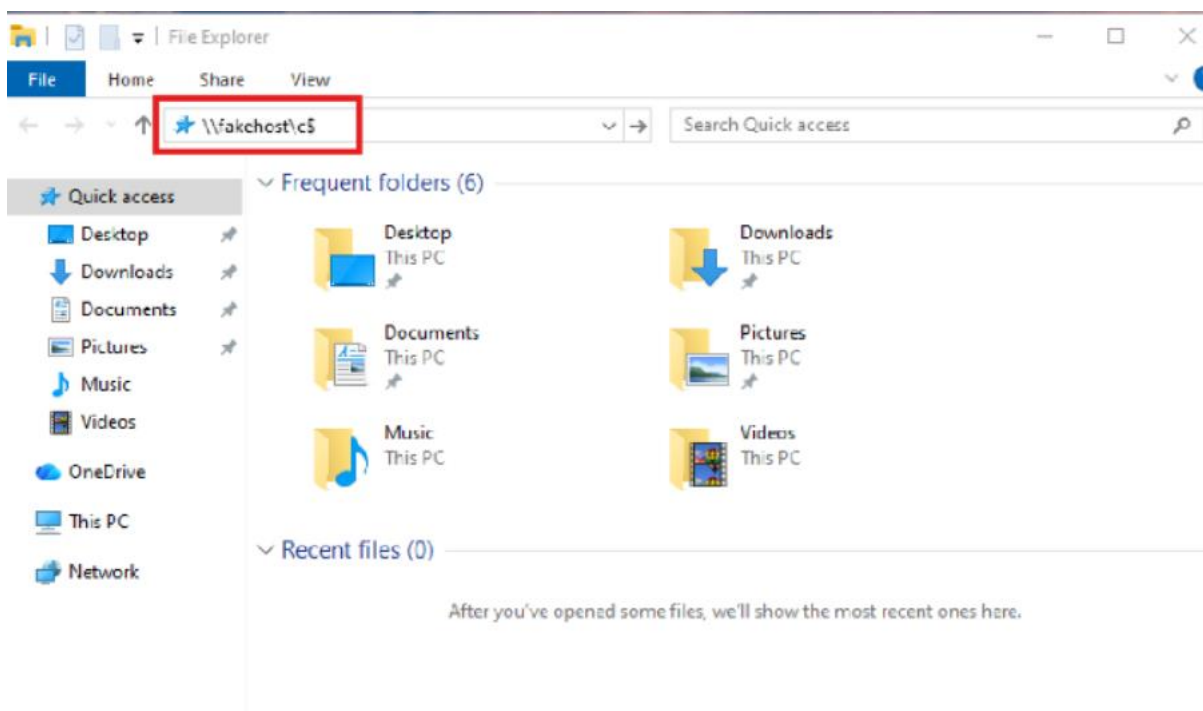 File Explorer
File Home Share View
\\fakehost\c$
Search Quick access
Quick access
Desktop
Downloads
Documents
Pictures
Music
Videos
OneDrive
This PC
Network
Frequent folders (6)
Desktop
This PC
Downloads
This PC
Documents
This PC
Pictures
This PC
Music
This PC
Videos
This PC
Recent files (0)
After you've opened some files, we'll show the most recent ones here.